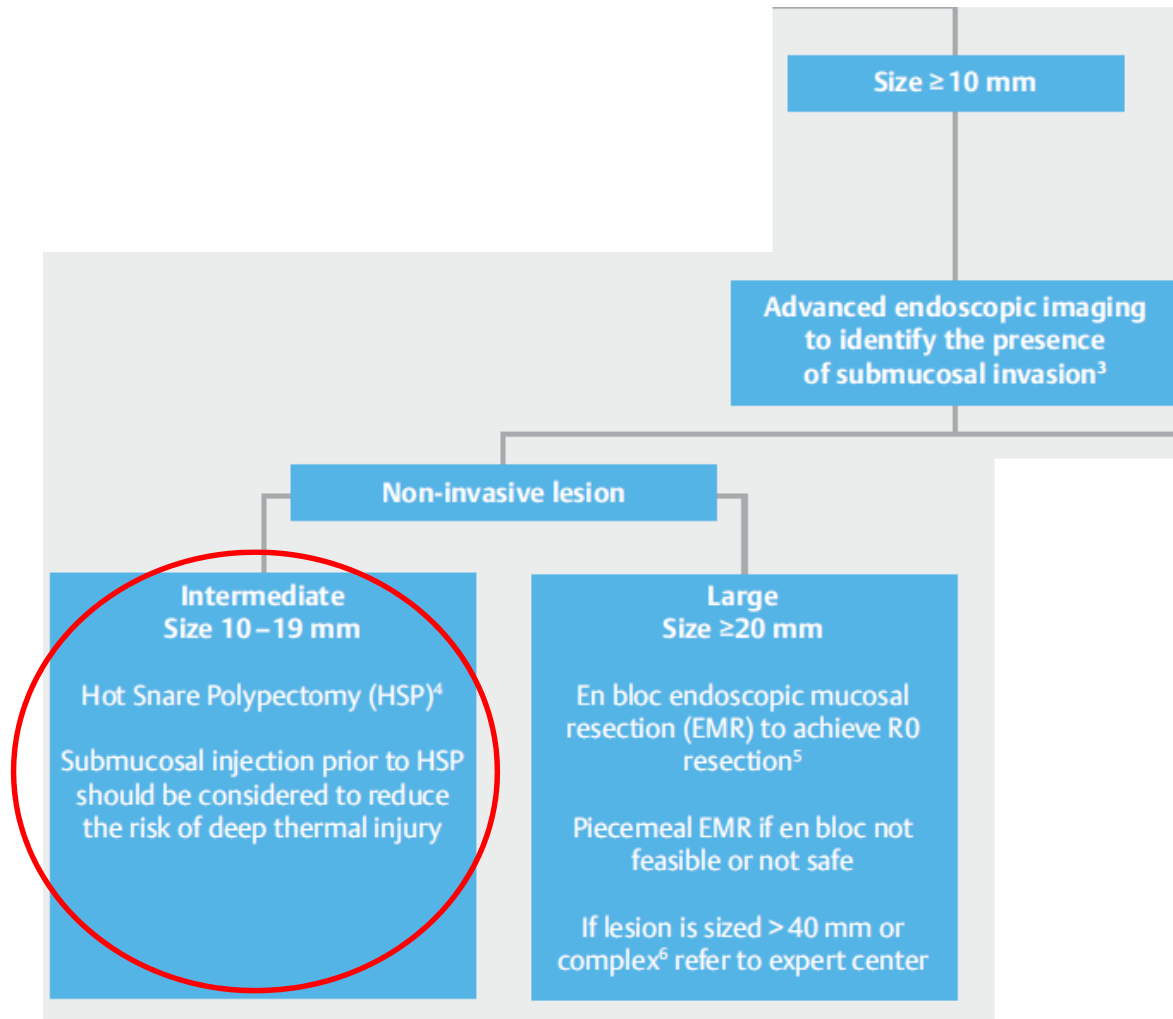 Size ≥ 10 mm
Advanced endoscopic imaging
to identify the presence
of submucosal invasion³
Non-invasive lesion
Intermediate
Size 10–19 mm
Hot Snare Polypectomy (HSP)⁴
Submucosal injection prior to HSP
should be considered to reduce
the risk of deep thermal injury
Large
Size ≥20 mm
En bloc endoscopic mucosal
resection (EMR) to achieve R0
resection⁵
Piecemeal EMR if en bloc not
feasible or not safe
If lesion is sized >40 mm or
complex⁶ refer to expert center